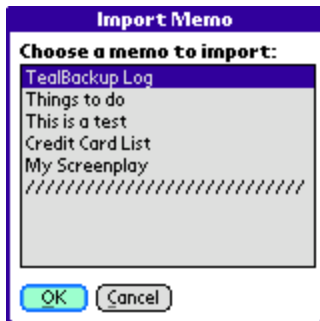 Import Memo
Choose a memo to import:
TealBackup Log
Things to do
This is a test
Credit Card List
My Screenplay
////////////////////////////
OK
Cancel